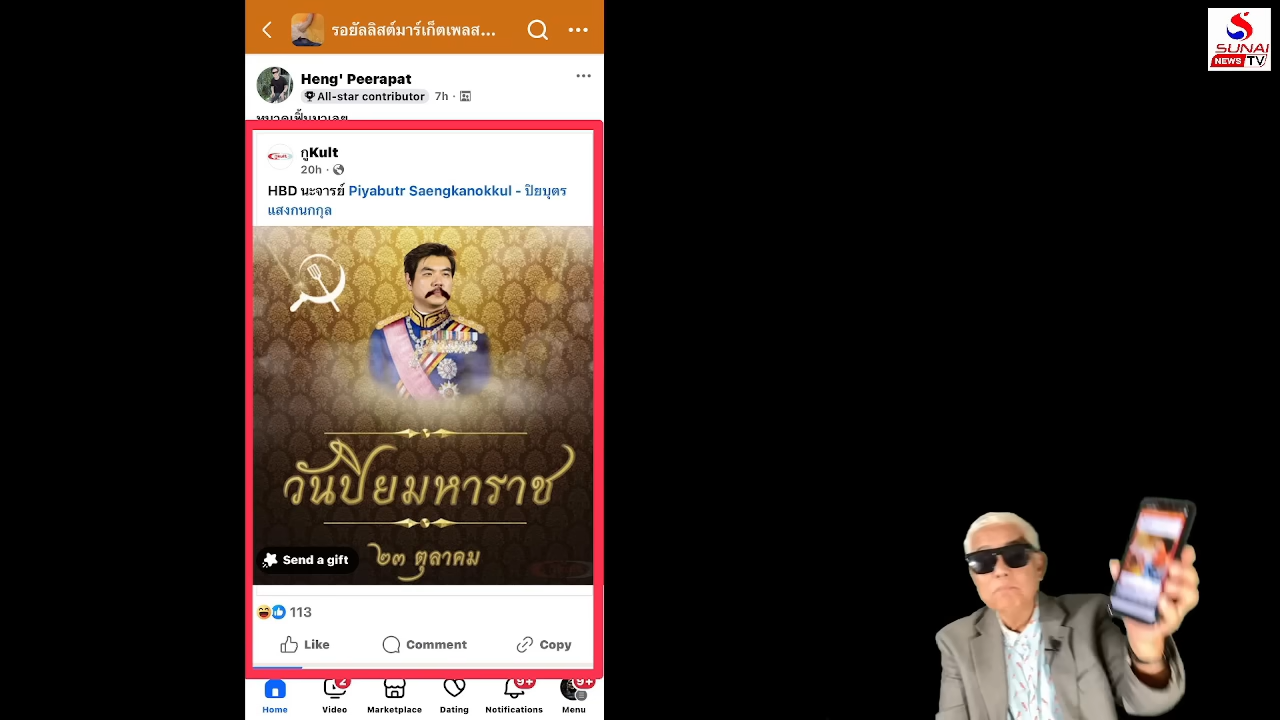 รอยัลลิสต์มาร์เก็ตเพลส...
SUNAI
NEWS TV
Heng' Peerapat
All-star contributor 7h ·
กูKult
20h ·
HBD นะจารย์ Piyabutr Saengkanokkul - ปิยบุตร
แสงกนกกุล
วันปิยมหาราช
๒๓ ตุลาคม
Send a gift
113
Like Comment Copy
2 9+ 9+
Home Video Marketplace Dating Notifications Menu